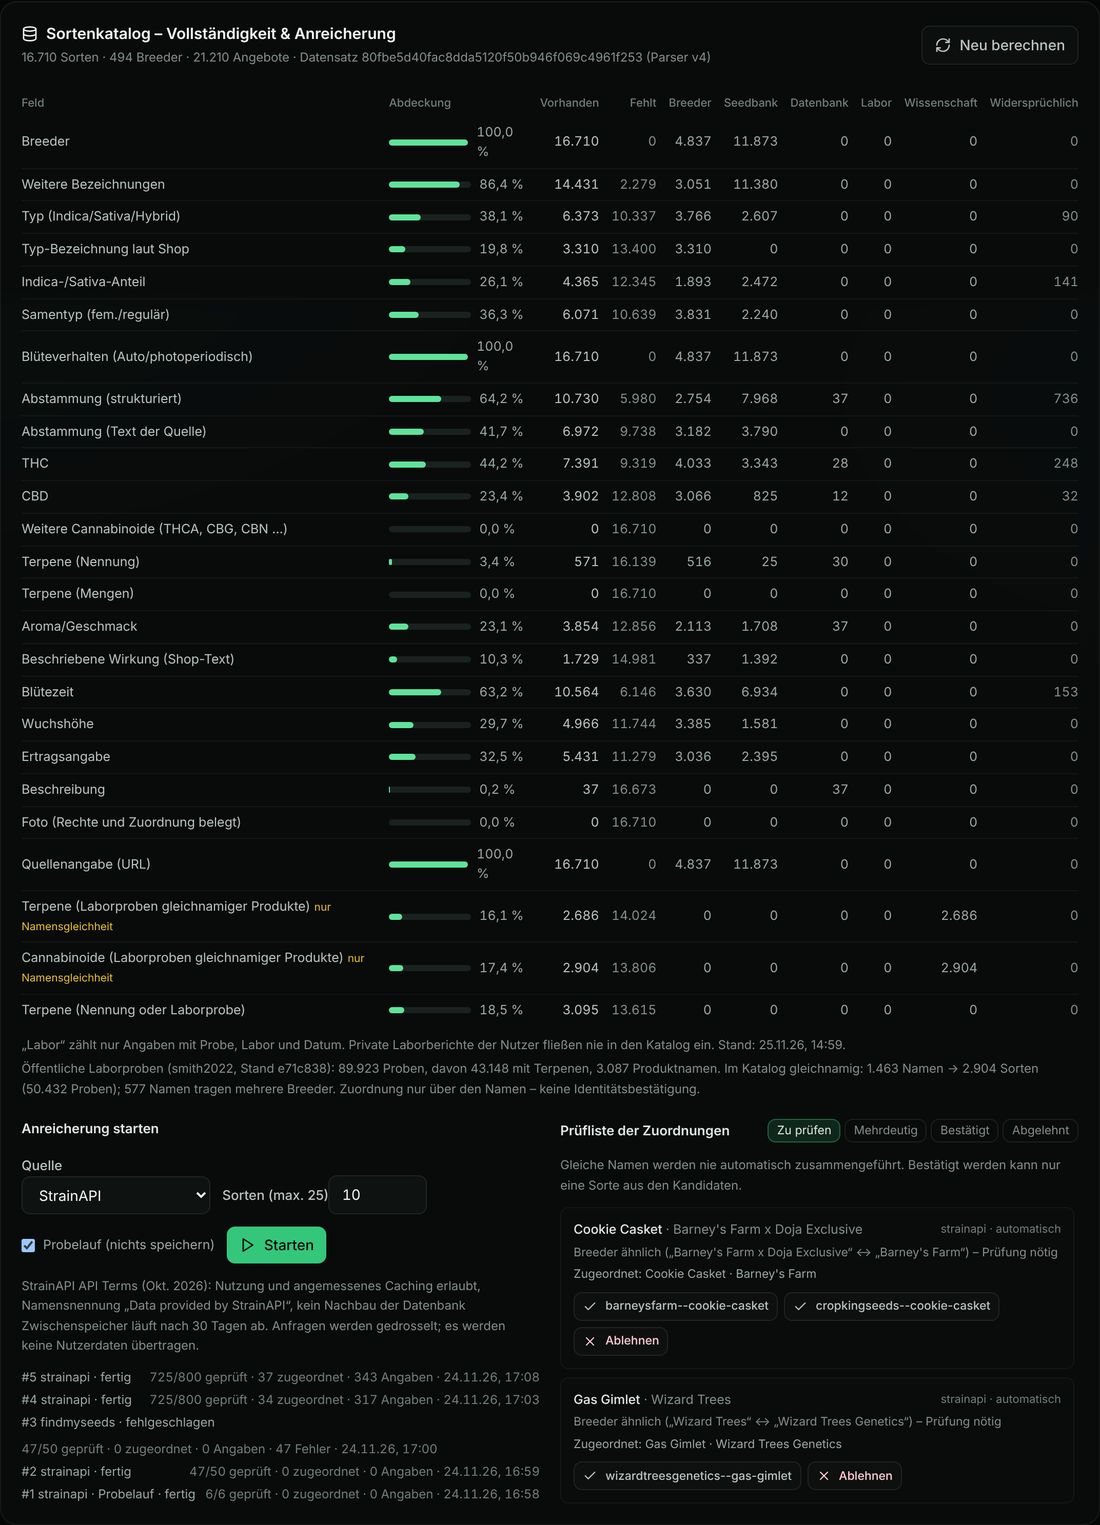 Sortenkatalog – Vollständigkeit & Anreicherung
16.710 Sorten · 494 Breeder · 21.210 Angebote · Datensatz 80fbe5d40fac8dda5120f50b946f069c4961f253 (Parser v4)
Neu berechnen
Feld Abdeckung Vorhanden Fehlt Breeder Seedbank Datenbank Labor Wissenschaft Widersprüchlich
Breeder 100,0 % 16.710 0 4.837 11.873 0 0 0 0
Weitere Bezeichnungen 86,4 % 14.431 2.279 3.051 11.380 0 0 0 0
Typ (Indica/Sativa/Hybrid) 38,1 % 6.373 10.337 3.766 2.607 0 0 0 90
Typ-Bezeichnung laut Shop 19,8 % 3.310 13.400 3.310 0 0 0 0 0
Indica-/Sativa-Anteil 26,1 % 4.365 12.345 1.893 2.472 0 0 0 141
Samentyp (fem./regulär) 36,3 % 6.071 10.639 3.831 2.240 0 0 0 0
Blüteverhalten (Auto/photoperiodisch) 100,0 % 16.710 0 4.837 11.873 0 0 0 0
Abstammung (strukturiert) 64,2 % 10.730 5.980 2.754 7.968 37 0 0 736
Abstammung (Text der Quelle) 41,7 % 6.972 9.738 3.182 3.790 0 0 0 0
THC 44,2 % 7.391 9.319 4.033 3.343 28 0 0 248
CBD 23,4 % 3.902 12.808 3.066 825 12 0 0 32
Weitere Cannabinoide (THCA, CBG, CBN …) 0,0 % 0 16.710 0 0 0 0 0 0
Terpene (Nennung) 3,4 % 571 16.139 516 25 30 0 0 0
Terpene (Mengen) 0,0 % 0 16.710 0 0 0 0 0 0
Aroma/Geschmack 23,1 % 3.854 12.856 2.113 1.708 37 0 0 0
Beschriebene Wirkung (Shop-Text) 10,3 % 1.729 14.981 337 1.392 0 0 0 0
Blütezeit 63,2 % 10.564 6.146 3.630 6.934 0 0 0 153
Wuchshöhe 29,7 % 4.966 11.744 3.385 1.581 0 0 0 0
Ertragsangabe 32,5 % 5.431 11.279 3.036 2.395 0 0 0 0
Beschreibung 0,2 % 37 16.673 0 0 37 0 0 0
Foto (Rechte und Zuordnung belegt) 0,0 % 0 16.710 0 0 0 0 0 0
Quellenangabe (URL) 100,0 % 16.710 0 4.837 11.873 0 0 0 0
Terpene (Laborproben gleichnamiger Produkte) nur
Namensgleichheit 16,1 % 2.686 14.024 0 0 0 0 2.686 0
Cannabinoide (Laborproben gleichnamiger Produkte) nur
Namensgleichheit 17,4 % 2.904 13.806 0 0 0 0 2.904 0
Terpene (Nennung oder Laborprobe) 18,5 % 3.095 13.615 0 0 0 0 0 0
„Labor“ zählt nur Angaben mit Probe, Labor und Datum. Private Laborberichte der Nutzer fließen nie in den Katalog ein. Stand: 25.11.26, 14:59.
Öffentliche Laborproben (smith2022, Stand e71c838): 89.923 Proben, davon 43.148 mit Terpenen, 3.087 Produktnamen. Im Katalog gleichnamig: 1.463 Namen → 2.904 Sorten
(50.432 Proben); 577 Namen tragen mehrere Breeder. Zuordnung nur über den Namen – keine Identitätsbestätigung.
Anreicherung starten
Quelle
StrainAPI Sorten (max. 25) 10
Probelauf (nichts speichern) Starten
StrainAPI API Terms (Okt. 2026): Nutzung und angemessenes Caching erlaubt,
Namensnennung „Data provided by StrainAPI“, kein Nachbau der Datenbank
Zwischenspeicher läuft nach 30 Tagen ab. Anfragen werden gedrosselt; es werden
keine Nutzerdaten übertragen.
#5 strainapi · fertig 725/800 geprüft · 37 zugeordnet · 343 Angaben · 24.11.26, 17:08
#4 strainapi · fertig 725/800 geprüft · 34 zugeordnet · 317 Angaben · 24.11.26, 17:03
#3 findmyseeds · fehlgeschlagen
47/50 geprüft · 0 zugeordnet · 0 Angaben · 47 Fehler · 24.11.26, 17:00
#2 strainapi · fertig 47/50 geprüft · 0 zugeordnet · 0 Angaben · 24.11.26, 16:59
#1 strainapi · Probelauf · fertig 6/6 geprüft · 0 zugeordnet · 0 Angaben · 24.11.26, 16:58
Prüfliste der Zuordnungen Zu prüfen Mehrdeutig Bestätigt Abgelehnt
Gleiche Namen werden nie automatisch zusammengeführt. Bestätigt werden kann nur
eine Sorte aus den Kandidaten.
Cookie Casket · Barney's Farm x Doja Exclusive strainapi · automatisch
Breeder ähnlich („Barney's Farm x Doja Exclusive“ ↔ „Barney's Farm“) – Prüfung nötig
Zugeordnet: Cookie Casket · Barney's Farm
barneysfarm--cookie-casket cropkingseeds--cookie-casket
Ablehnen
Gas Gimlet · Wizard Trees strainapi · automatisch
Breeder ähnlich („Wizard Trees“ ↔ „Wizard Trees Genetics“) – Prüfung nötig
Zugeordnet: Gas Gimlet · Wizard Trees Genetics
wizardtreesgenetics--gas-gimlet Ablehnen